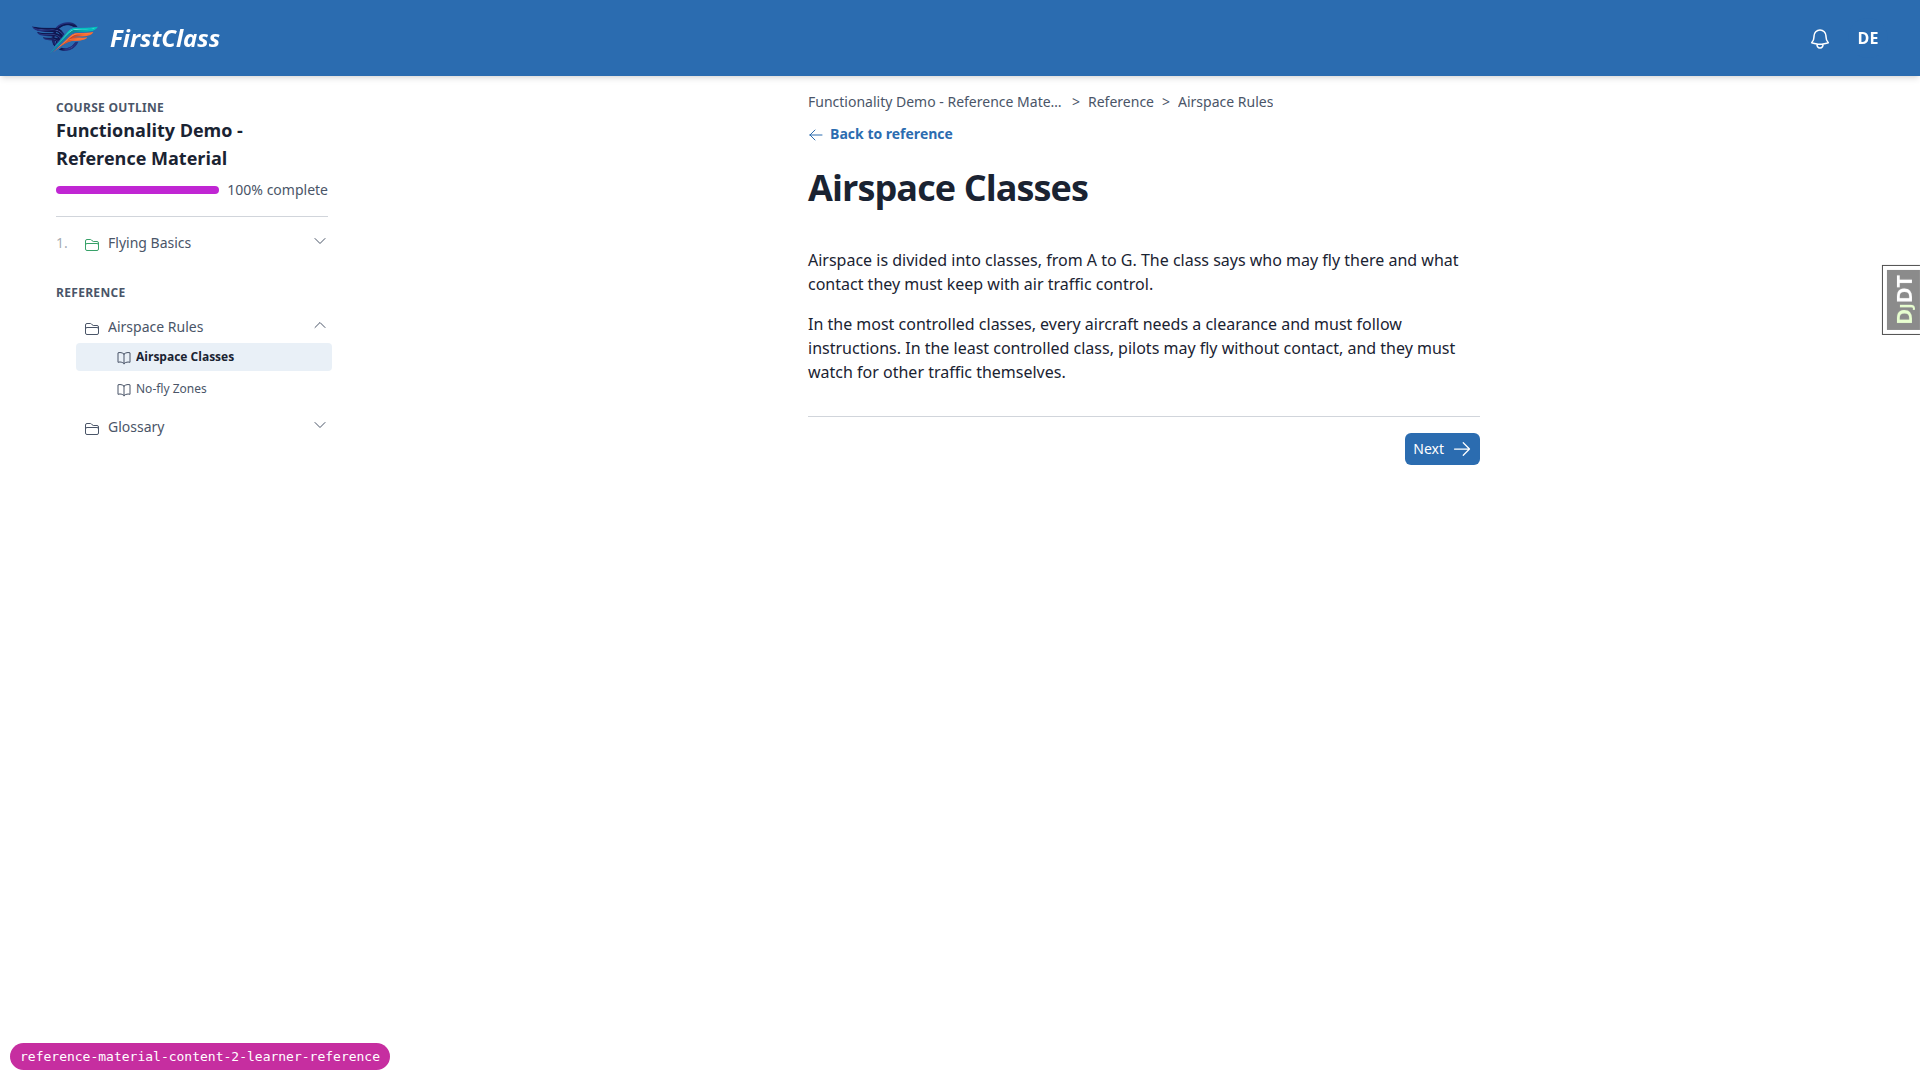 FirstClass
DE
COURSE OUTLINE
Functionality Demo -
Reference Material
100% complete
1. Flying Basics
REFERENCE
Airspace Rules
Airspace Classes
No-fly Zones
Glossary
Functionality Demo - Reference Mate... > Reference > Airspace Rules
Back to reference
Airspace Classes
Airspace is divided into classes, from A to G. The class says who may fly there and what
contact they must keep with air traffic control.
In the most controlled classes, every aircraft needs a clearance and must follow
instructions. In the least controlled class, pilots may fly without contact, and they must
watch for other traffic themselves.
Next
DJDT
reference-material-content-2-learner-reference